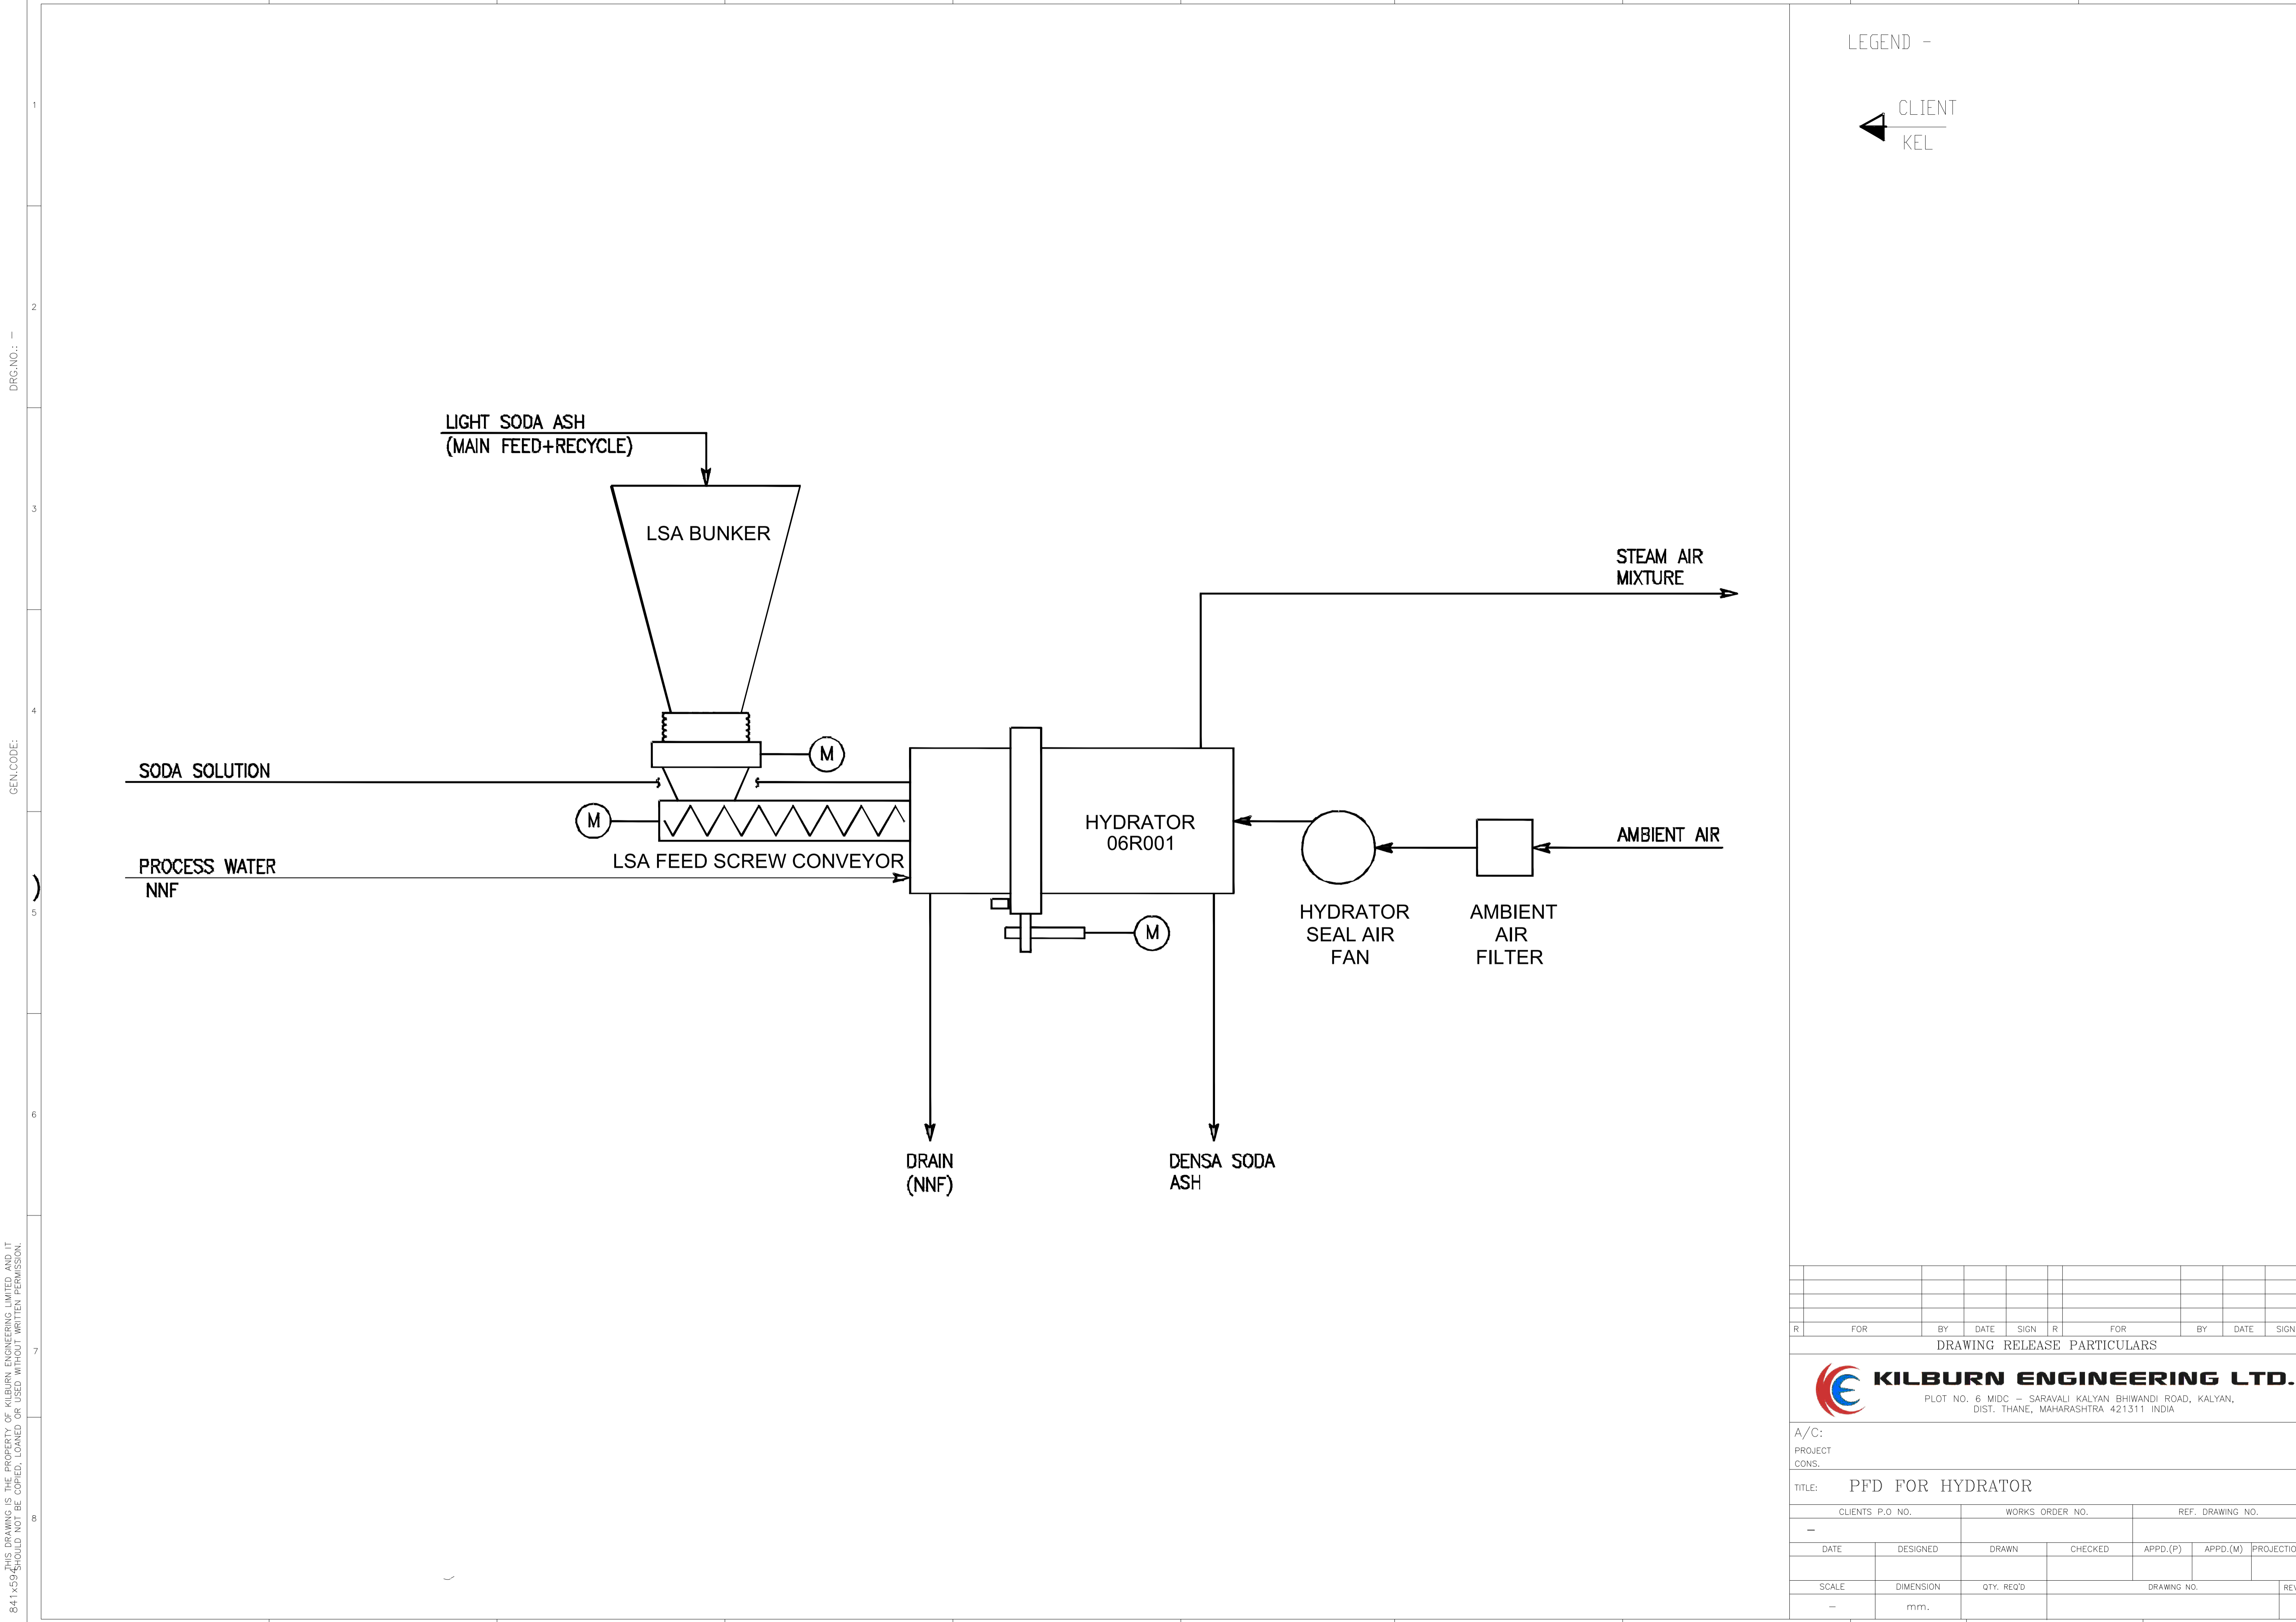 LEGEND -
CLIENT
KEL
LIGHT SODA ASH
(MAIN FEED+RECYCLE)
LSA BUNKER
STEAM AIR
MIXTURE
M
SODA SOLUTION
M
HYDRATOR
06R001
AMBIENT AIR
LSA FEED SCREW CONVEYOR
PROCESS WATER
NNF
M
HYDRATOR
SEAL AIR
FAN
AMBIENT
AIR
FILTER
DRAIN
(NNF)
DENSA SODA
ASH
1
2
3
4
)
5
6
7
8
DRG.NO.: -
GEN.CODE:
THIS DRAWING IS THE PROPERTY OF KILBURN ENGINEERING LIMITED AND IT
SHOULD NOT BE COPIED, LOANED OR USED WITHOUT WRITTEN PERMISSION.
841x594
R FOR BY DATE SIGN R FOR BY DATE SIGN
DRAWING RELEASE PARTICULARS
KILBURN ENGINEERING LTD.
PLOT NO. 6 MIDC - SARAVALI KALYAN BHIWANDI ROAD, KALYAN,
DIST. THANE, MAHARASHTRA 421311 INDIA
A/C:
PROJECT
CONS.
TITLE: PFD FOR HYDRATOR
CLIENTS P.O NO. WORKS ORDER NO. REF. DRAWING NO.
-
DATE DESIGNED DRAWN CHECKED APPD.(P) APPD.(M) PROJECTIO
SCALE DIMENSION QTY. REQ'D DRAWING NO. REV
- mm.